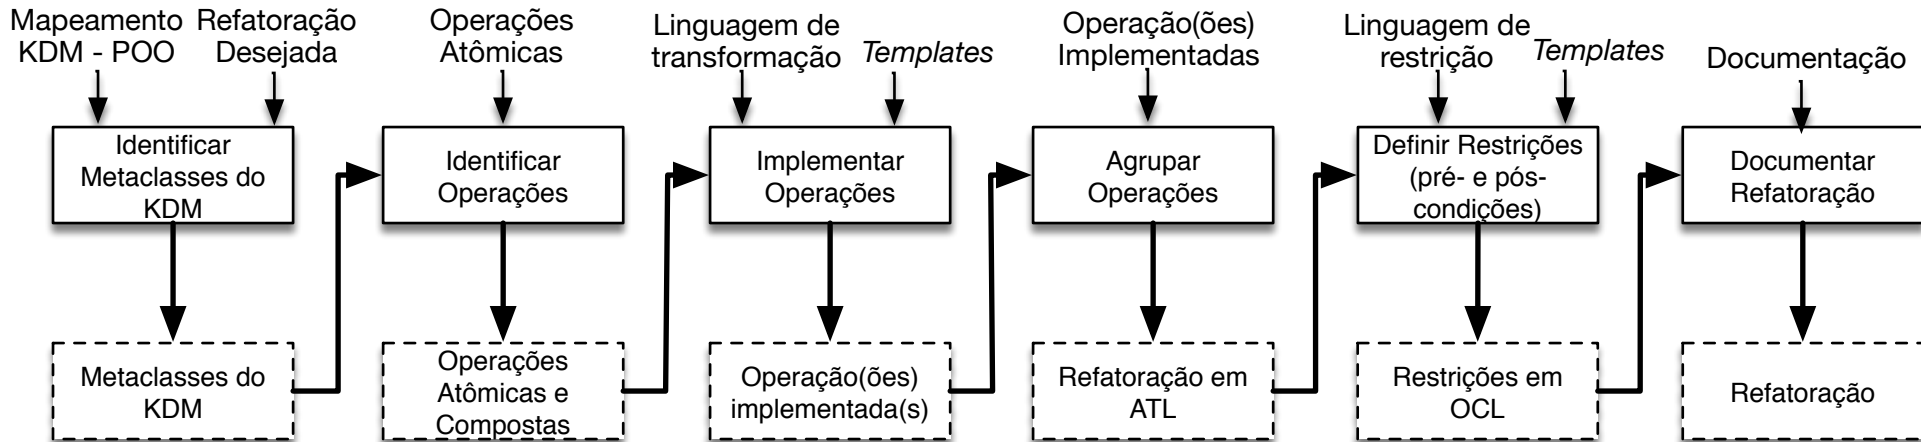 Mapeamento
KDM - POO
Refatoração
Desejada
Operações
Atômicas
Linguagem de
transformação
Templates
Operação(ões)
Implementadas
Linguagem de
restrição
Templates
Documentação
Identificar
Metaclasses do
KDM
Identificar
Operações
Implementar
Operações
Agrupar
Operações
Definir Restrições
(pré- e pós-
condições)
Documentar
Refatoração
Metaclasses do
KDM
Operações
Atômicas e
Compostas
Operação(ões)
implementada(s)
Refatoração em
ATL
Restrições em
OCL
Refatoração